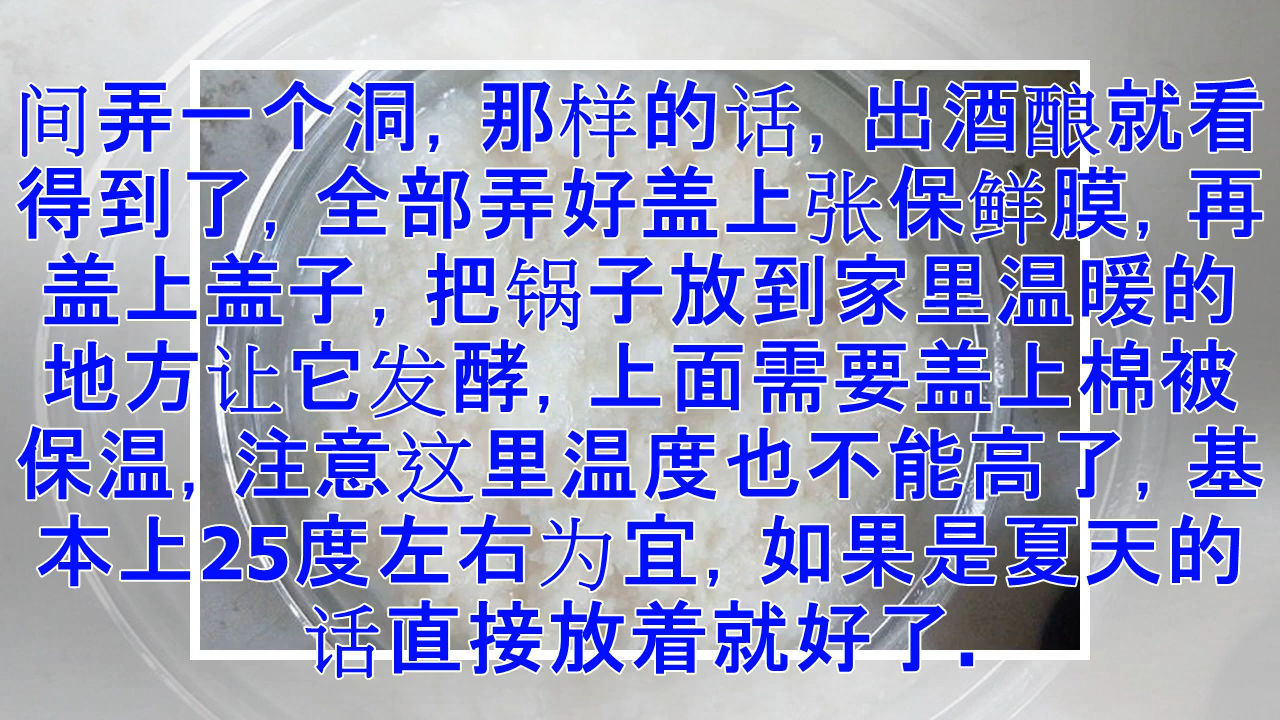 间弄一个洞,那样的话,出酒酿就看
得到了,全部弄好盖上张保鲜膜,再
盖上盖子,把锅子放到家里温暖的
地方让它发酵,上面需要盖上棉被
保温,注意这里温度也不能高了,基
本上25度左右为宜,如果是夏天的
话直接放着就好了.